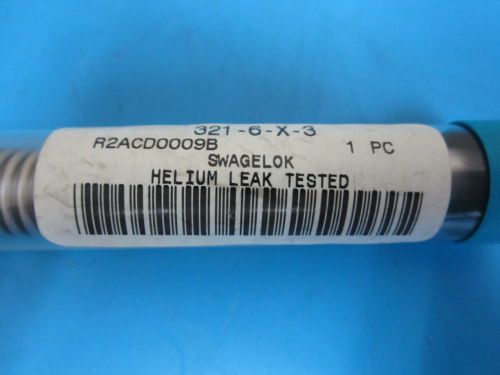 321-6-X-3
R2ACD0009B 1 PC
SWAGELOK
HELIUM LEAK TESTED